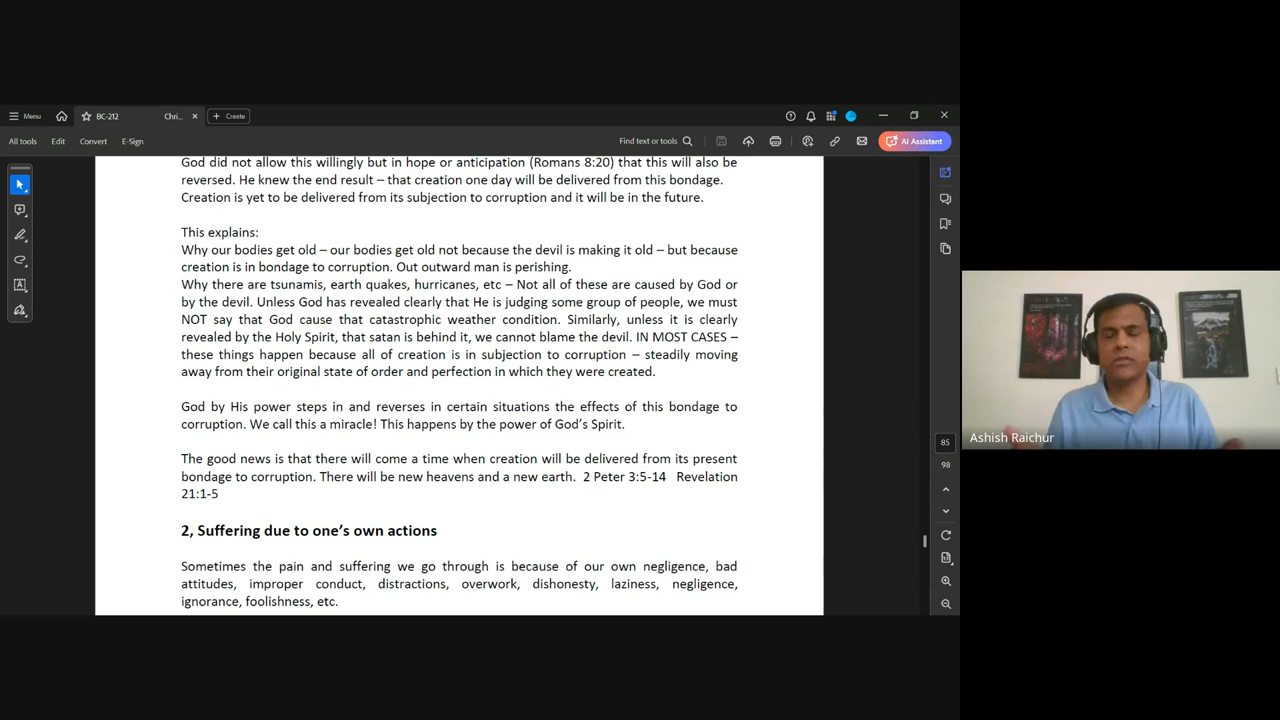 Menu
BC-212
Chri...
Create
All tools
Edit
Convert
E-Sign
Find text or tools
AI Assistant
God did not allow this willingly but in hope or anticipation (Romans 8:20) that this will also be
reversed. He knew the end result – that creation one day will be delivered from this bondage.
Creation is yet to be delivered from its subjection to corruption and it will be in the future.
This explains:
Why our bodies get old – our bodies get old not because the devil is making it old – but because
creation is in bondage to corruption. Out outward man is perishing.
Why there are tsunamis, earth quakes, hurricanes, etc – Not all of these are caused by God or
by the devil. Unless God has revealed clearly that He is judging some group of people, we must
NOT say that God cause that catastrophic weather condition. Similarly, unless it is clearly
revealed by the Holy Spirit, that satan is behind it, we cannot blame the devil. IN MOST CASES –
these things happen because all of creation is in subjection to corruption – steadily moving
away from their original state of order and perfection in which they were created.
God by His power steps in and reverses in certain situations the effects of this bondage to
corruption. We call this a miracle! This happens by the power of God's Spirit.
The good news is that there will come a time when creation will be delivered from its present
bondage to corruption. There will be new heavens and a new earth. 2 Peter 3:5-14 Revelation
21:1-5
2, Suffering due to one's own actions
Sometimes the pain and suffering we go through is because of our own negligence, bad
attitudes, improper conduct, distractions, overwork, dishonesty, laziness, negligence,
ignorance, foolishness, etc.
85
98
Ashish Raichur